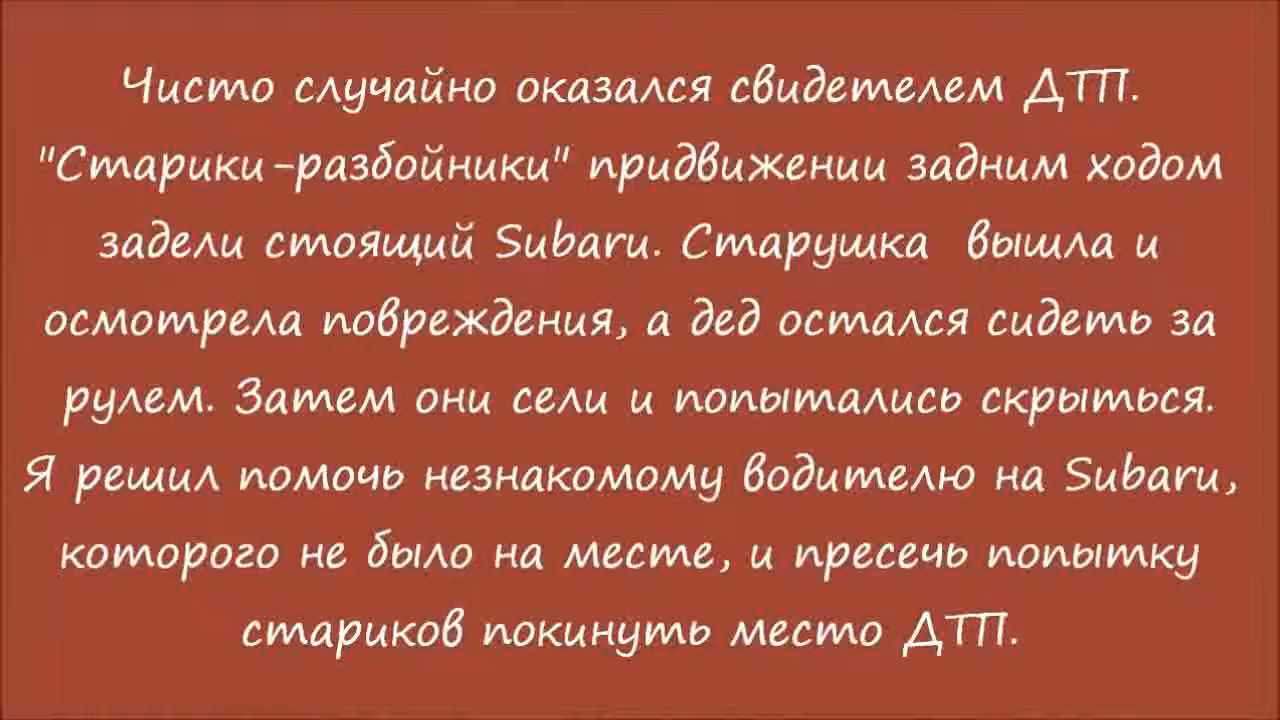 Чисто случайно оказался свидетелем ДТП.
"Старики-разбойники" придвижении задним ходом
задели стоящий Subaru. Старушка вышла и
осмотрела повреждения, а дед остался сидеть за
рулем. Затем они сели и попытались скрыться.
Я решил помочь незнакомому водителю на Subaru,
которого не было на месте, и пресечь попытку
стариков покинуть место ДТП.